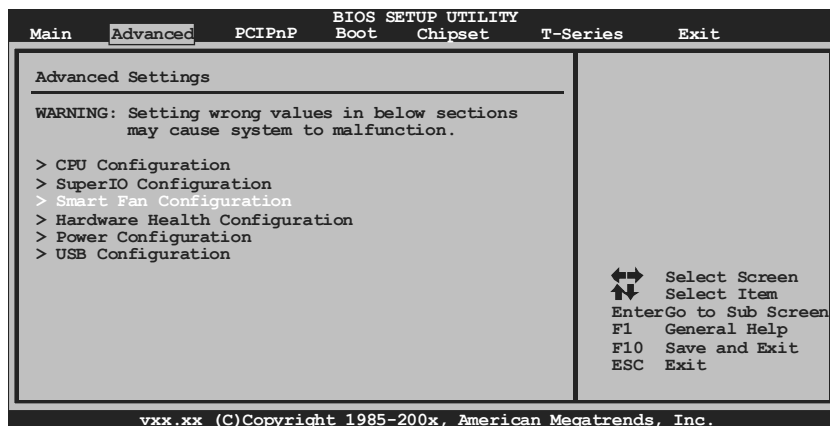 BIOS SETUP UTILITY
Main Advanced PCIPnP Boot Chipset T-Series Exit
Advanced Settings
WARNING: Setting wrong values in below sections
may cause system to malfunction.
> CPU Configuration
> SuperIO Configuration
> Smart Fan Configuration
> Hardware Health Configuration
> Power Configuration
> USB Configuration
Select Screen
Select Item
EnterGo to Sub Screen
F1 General Help
F10 Save and Exit
ESC Exit
vxx.xx (C)Copyright 1985-200x, American Megatrends, Inc.